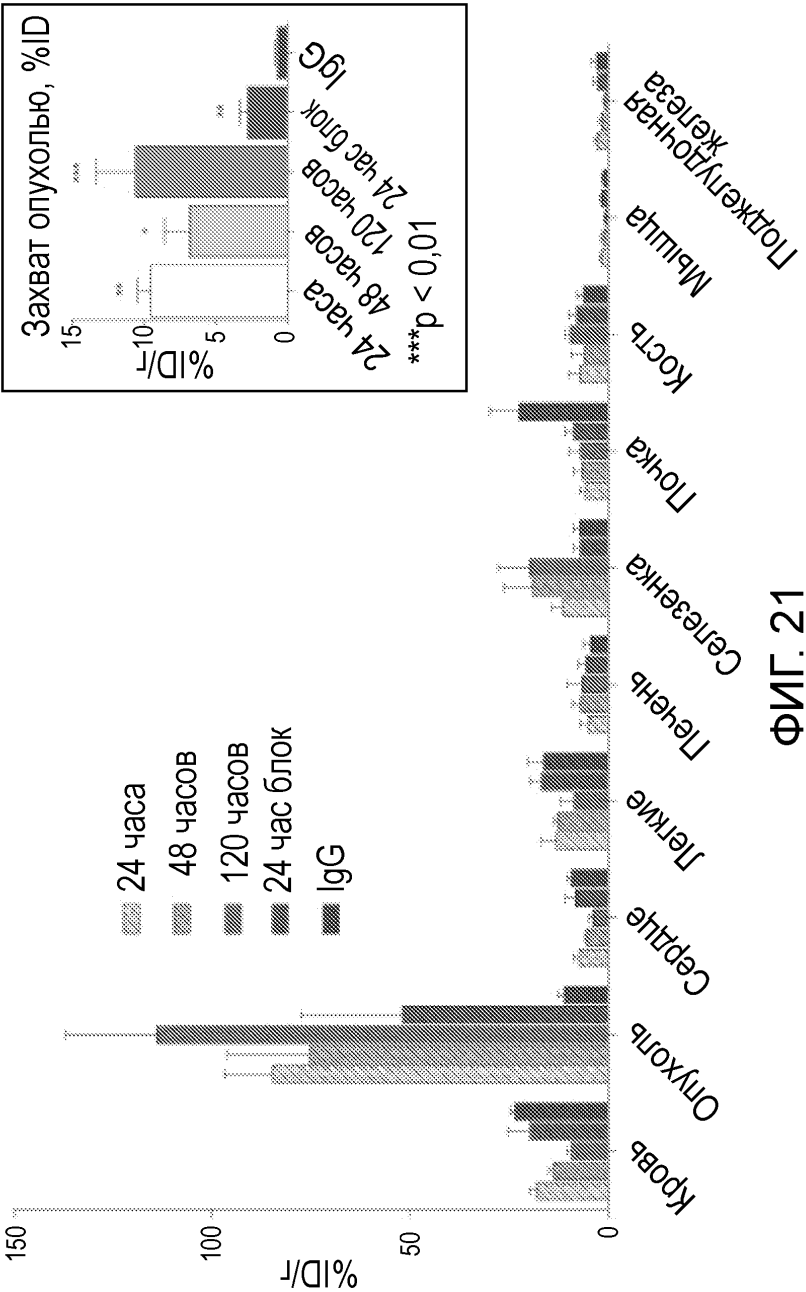 Захват опухолью, %ID
15
10
5
0
%ID/г
**
*
***
**
24 часа
48 часов
120 часов
24 час блок
IgG
***p < 0,01
24 часа
48 часов
120 часов
24 час блок
IgG
150
100
50
0
%ID/г
Кровь
Опухоль
Сердце
Легкие
Печень
Селезенка
Почка
Кость
Мышца
Поджелудочная
железа
ФИГ. 21